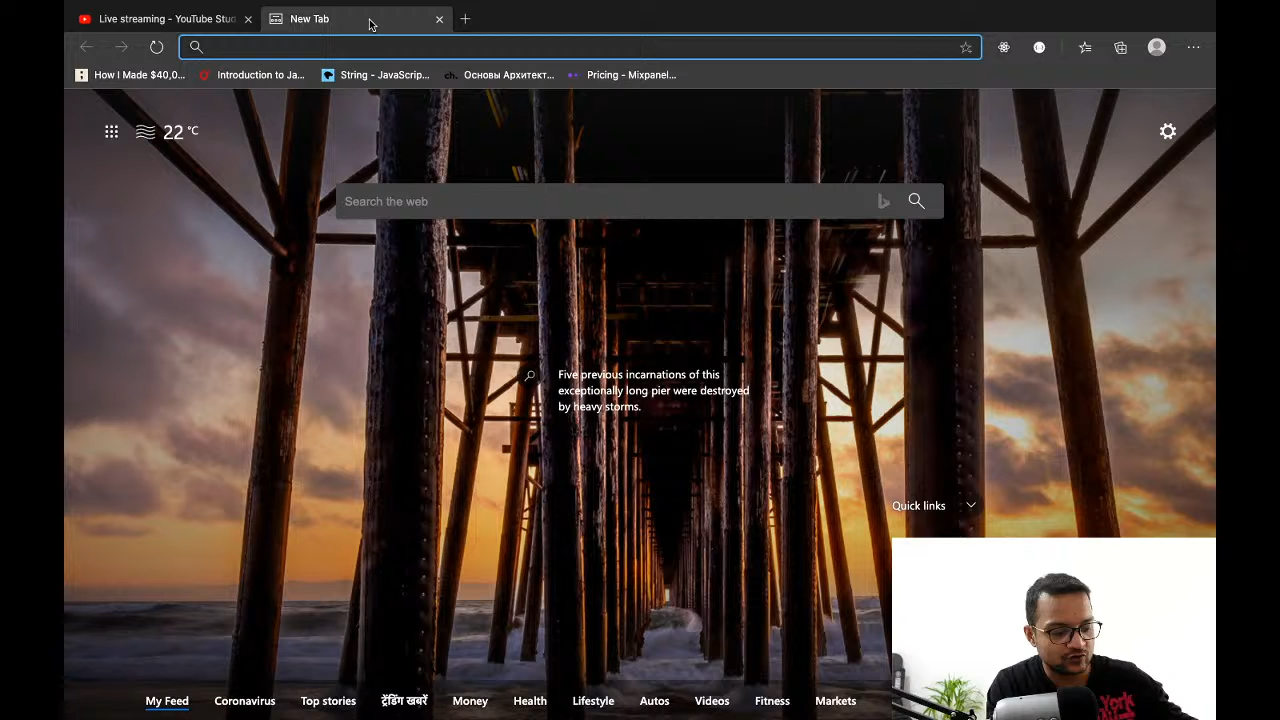 Live streaming - YouTube Stud
New Tab
How I Made $40,0...
Introduction to Ja...
String - JavaScrip...
ch.
Основы Архитект...
Pricing - Mixpanel...
22 °C
Search the web
Five previous incarnations of this
exceptionally long pier were destroyed
by heavy storms.
Quick links
My Feed
Coronavirus
Top stories
ट्रेंडिंग खबरें
Money
Health
Lifestyle
Autos
Videos
Fitness
Markets